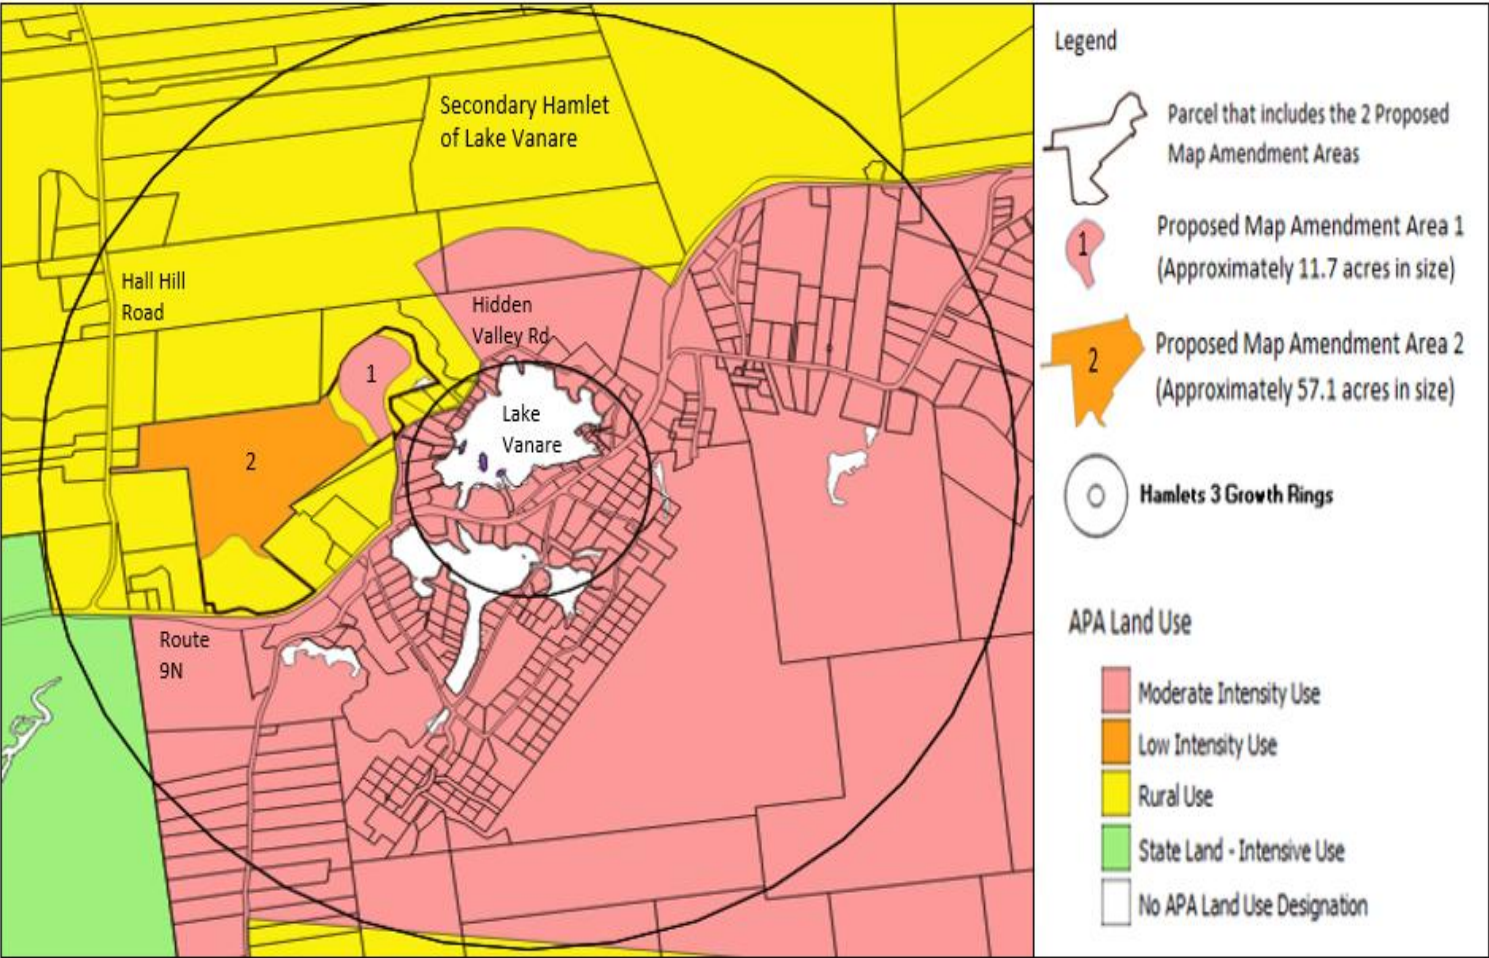 Secondary Hamlet
of Lake Vanare
Hall Hill
Road
Hidden
Valley Rd
1
Lake
Vanare
2
Route
9N
Legend
Parcel that includes the 2 Proposed
Map Amendment Areas
1
Proposed Map Amendment Area 1
(Approximately 11.7 acres in size)
2
Proposed Map Amendment Area 2
(Approximately 57.1 acres in size)
Hamlets 3 Growth Rings
APA Land Use
Moderate Intensity Use
Low Intensity Use
Rural Use
State Land - Intensive Use
No APA Land Use Designation